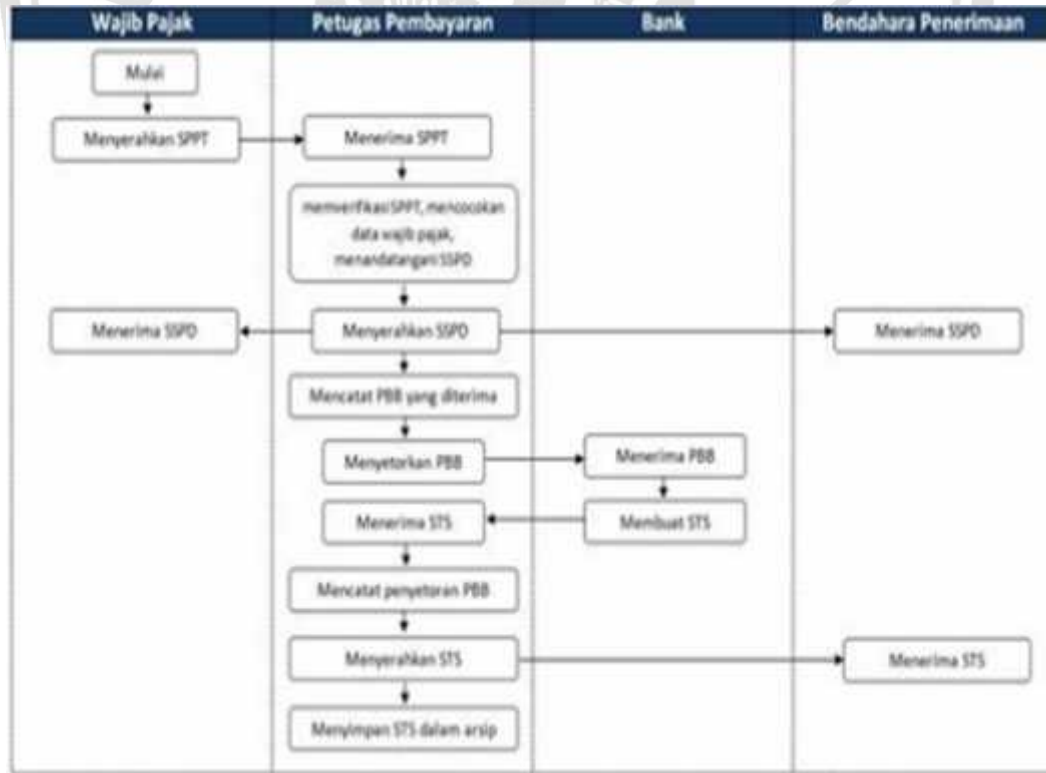 Wajib Pajak
Petugas Pembayaran
Bank
Bendahara Penerimaan
Mulai
Menyerahkan SPPT
Menerima SPPT
memverifikasi SPPT, mencocokan
data wajib pajak,
menandatangani SSPD
Menerima SSPD
Menyerahkan SSPD
Menerima SSPD
Mencatat PBB yang diterima
Menyetorkan PBB
Menerima PBB
Menerima STS
Membuat STS
Mencatat penyetoran PBB
Menyerahkan STS
Menerima STS
Menyimpan STS dalam arsip